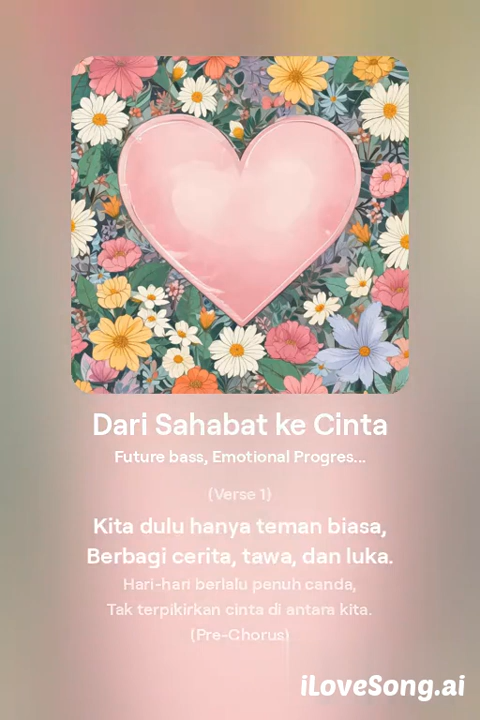 Dari Sahabat ke Cinta
Future bass, Emotional Progres...
(Verse 1)
Kita dulu hanya teman biasa,
Berbagi cerita, tawa, dan luka.
Hari-hari berlalu penuh canda,
Tak terpikirkan cinta di antara kita.
(Pre-Chorus)
iLoveSong.ai